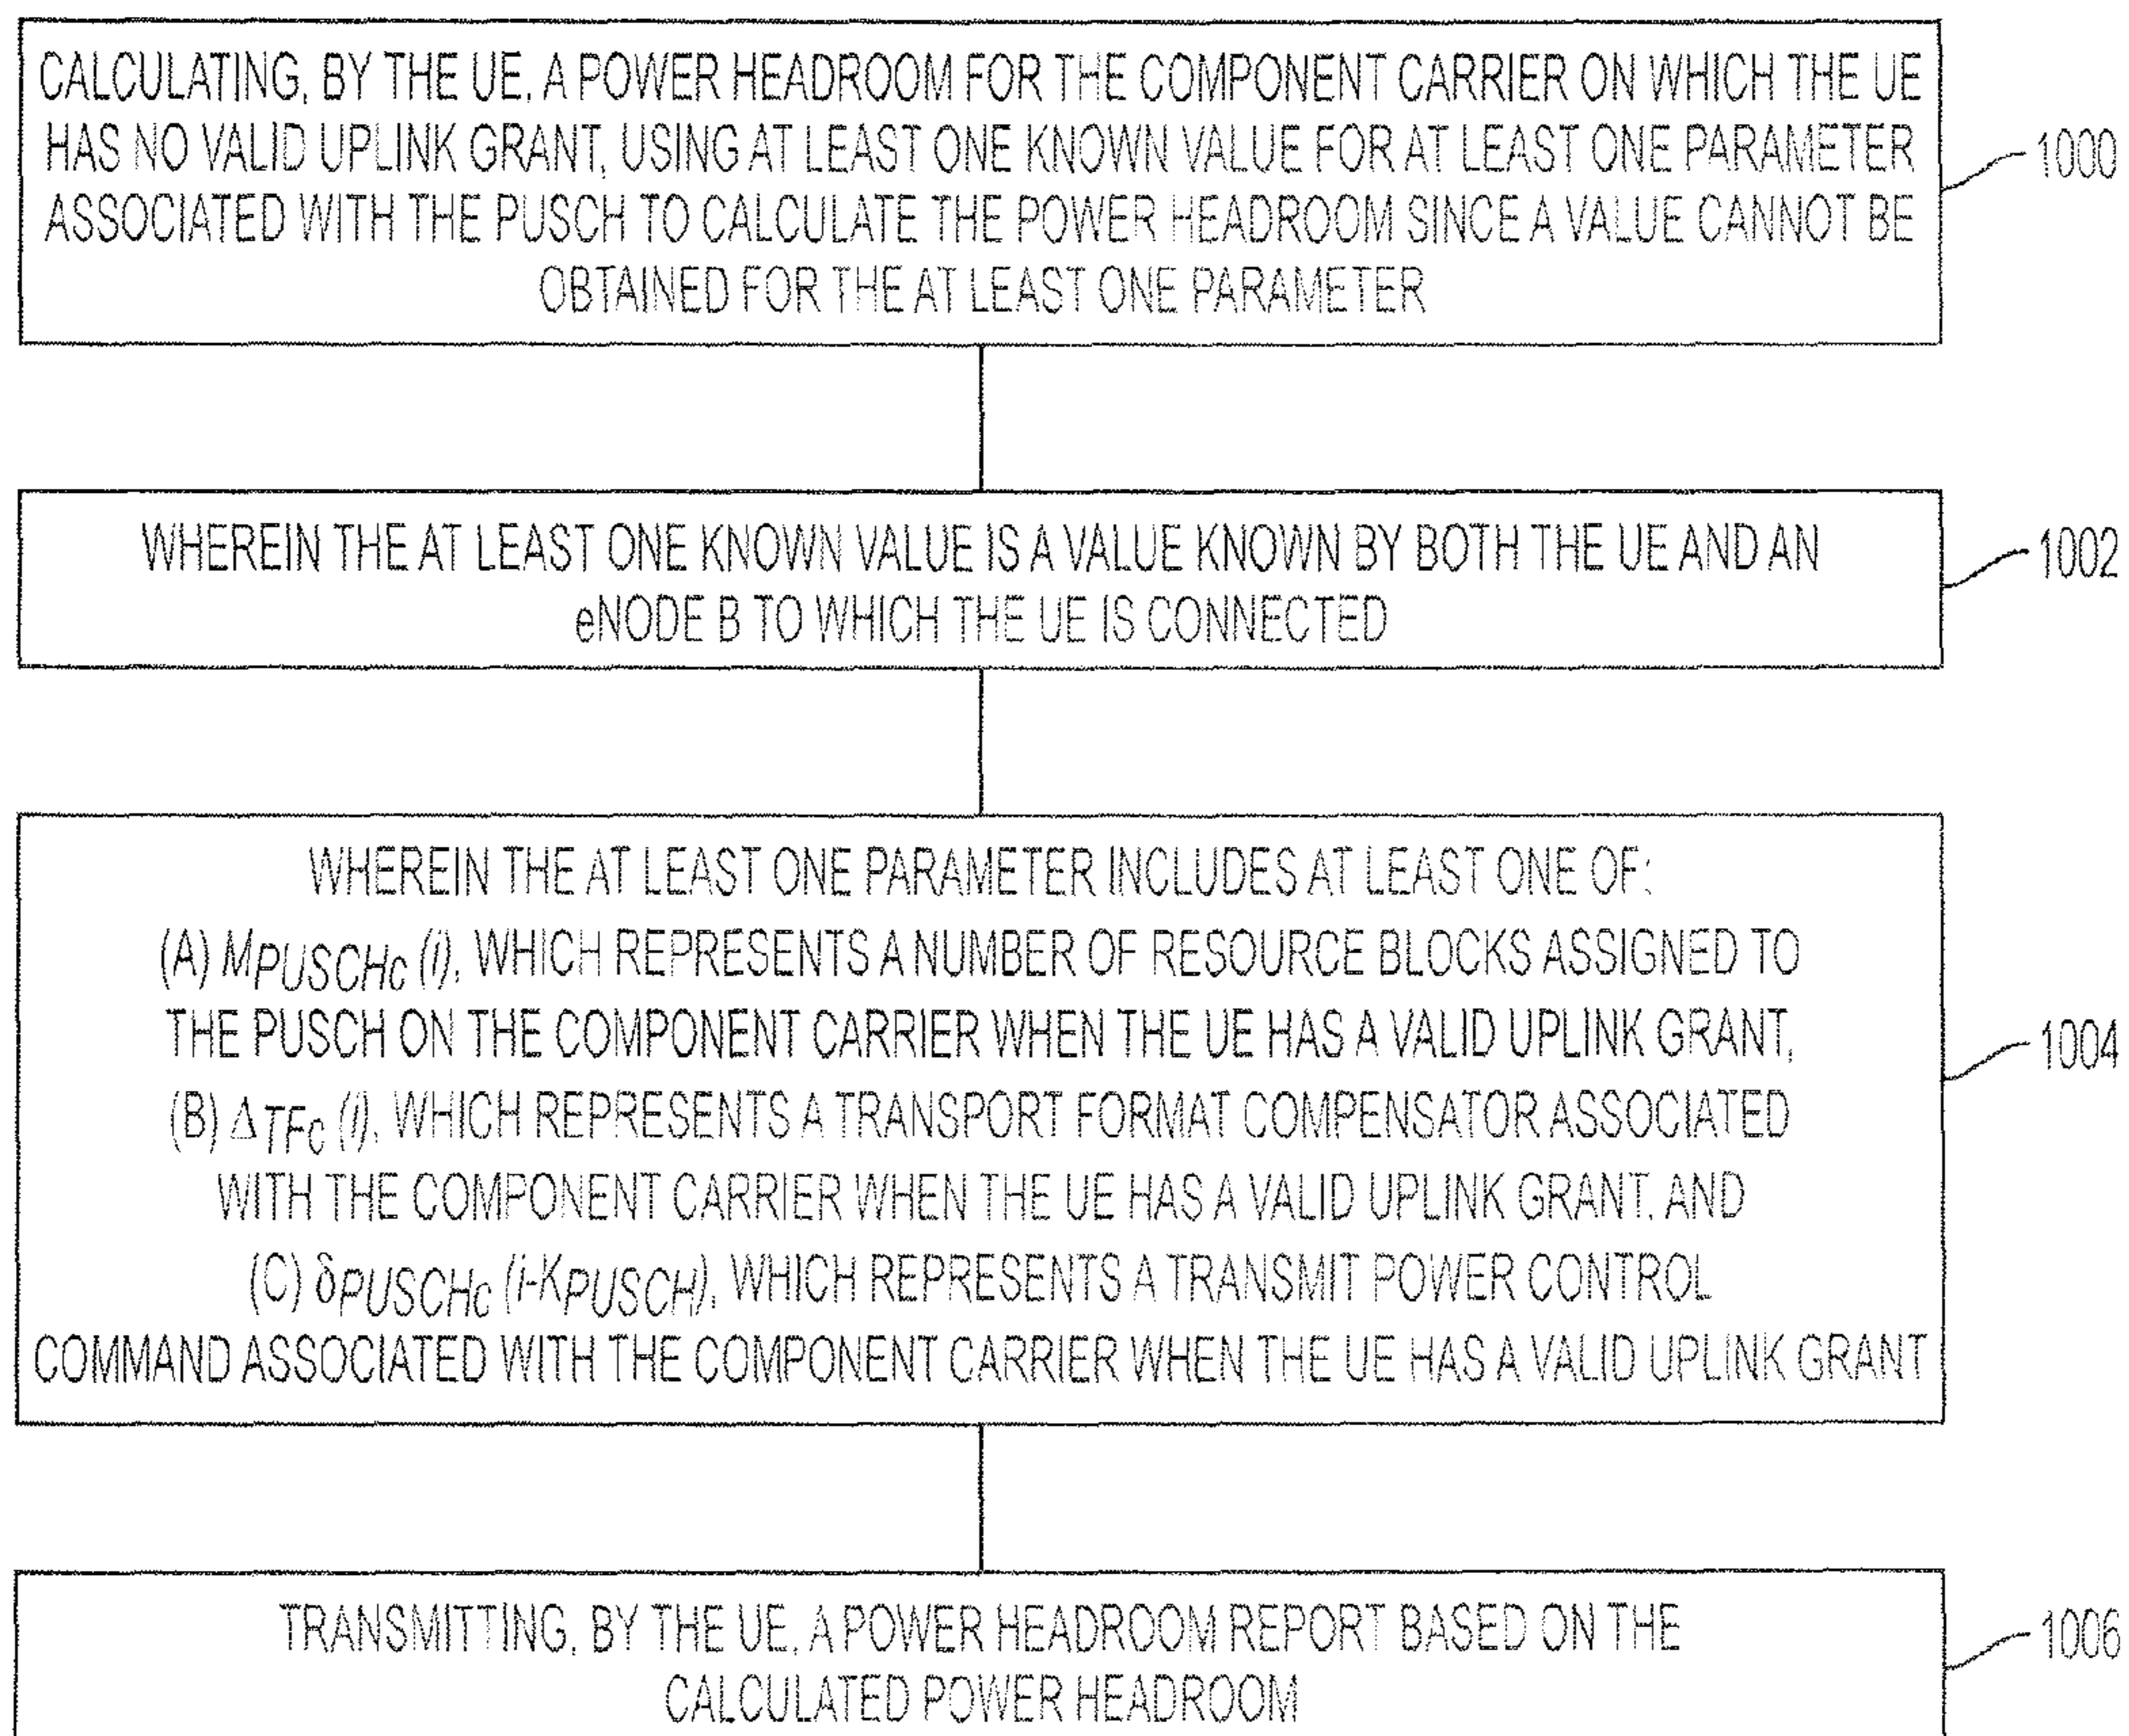 CALCULATING, BY THE UE, A POWER HEADROOM FOR THE COMPONENT CARRIER ON WHICH THE UE
HAS NO VALID UPLINK GRANT, USING AT LEAST ONE KNOWN VALUE FOR AT LEAST ONE PARAMETER
ASSOCIATED WITH THE PUSCH TO CALCULATE THE POWER HEADROOM SINCE A VALUE CANNOT BE
OBTAINED FOR THE AT LEAST ONE PARAMETER
1000
WHEREIN THE AT LEAST ONE KNOWN VALUE IS A VALUE KNOWN BY BOTH THE UE AND AN
eNODE B TO WHICH THE UE IS CONNECTED
1002
WHEREIN THE AT LEAST ONE PARAMETER INCLUDES AT LEAST ONE OF:
(A) MPUSCHc (i), WHICH REPRESENTS A NUMBER OF RESOURCE BLOCKS ASSIGNED TO
THE PUSCH ON THE COMPONENT CARRIER WHEN THE UE HAS A VALID UPLINK GRANT,
(B) ΔTFc (i), WHICH REPRESENTS A TRANSPORT FORMAT COMPENSATOR ASSOCIATED
WITH THE COMPONENT CARRIER WHEN THE UE HAS A VALID UPLINK GRANT, AND
(C) δPUSCHc (i-KPUSCH), WHICH REPRESENTS A TRANSMIT POWER CONTROL
COMMAND ASSOCIATED WITH THE COMPONENT CARRIER WHEN THE UE HAS A VALID UPLINK GRANT
1004
TRANSMITTING, BY THE UE, A POWER HEADROOM REPORT BASED ON THE
CALCULATED POWER HEADROOM
1006